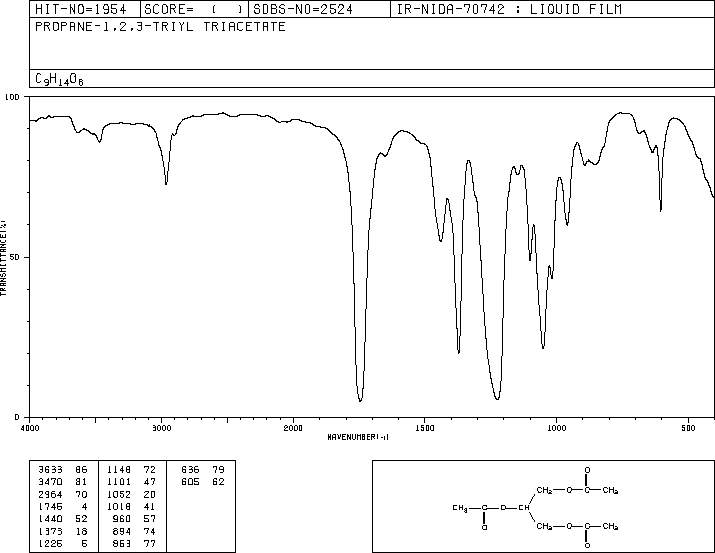 HIT-NO=1954 SCORE= ( ) SDBS-NO=2524 IR-NIDA-70742 : LIQUID FILM
PROPANE-1,2,3-TRIYL TRIACETATE
C9H14O6
100
50
0
TRANSMITTANCE(%)
4000 3000 2000 1500 1000 500
WAVENUMBER(-1)
3633 86 1148 72 636 79
3470 81 1101 47 605 62
2964 70 1052 20
1746 4 1018 41
1440 52 960 57
1373 18 894 74
1226 5 863 77
O
CH2—O—C—CH3
CH3—C—O—CH
O
CH2—O—C—CH3
O